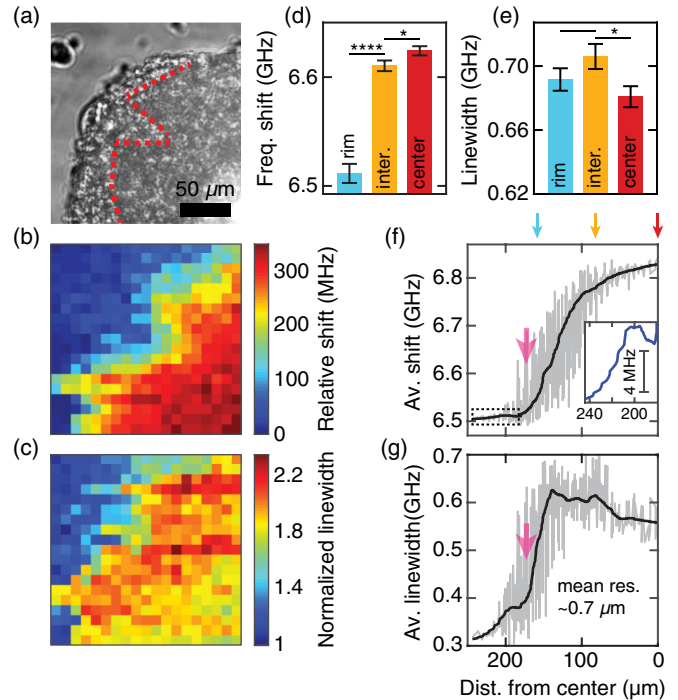 (a)
50 µm
(d)
Freq. shift (GHz)
6.6
6.5
****
*
rim
inter.
center
(e)
Linewidth (GHz)
0.70
0.66
0.62
*
rim
inter.
center
(b)
Relative shift (MHz)
300
200
100
0
(c)
Normalized linewidth
2.2
1.8
1.4
1
(f)
Av. shift (GHz)
6.8
6.7
6.6
6.5
4 MHz
240
200
(g)
Av. linewidth(GHz)
0.7
0.6
0.5
0.4
0.3
mean res.
~0.7 µm
200
100
0
Dist. from center (µm)